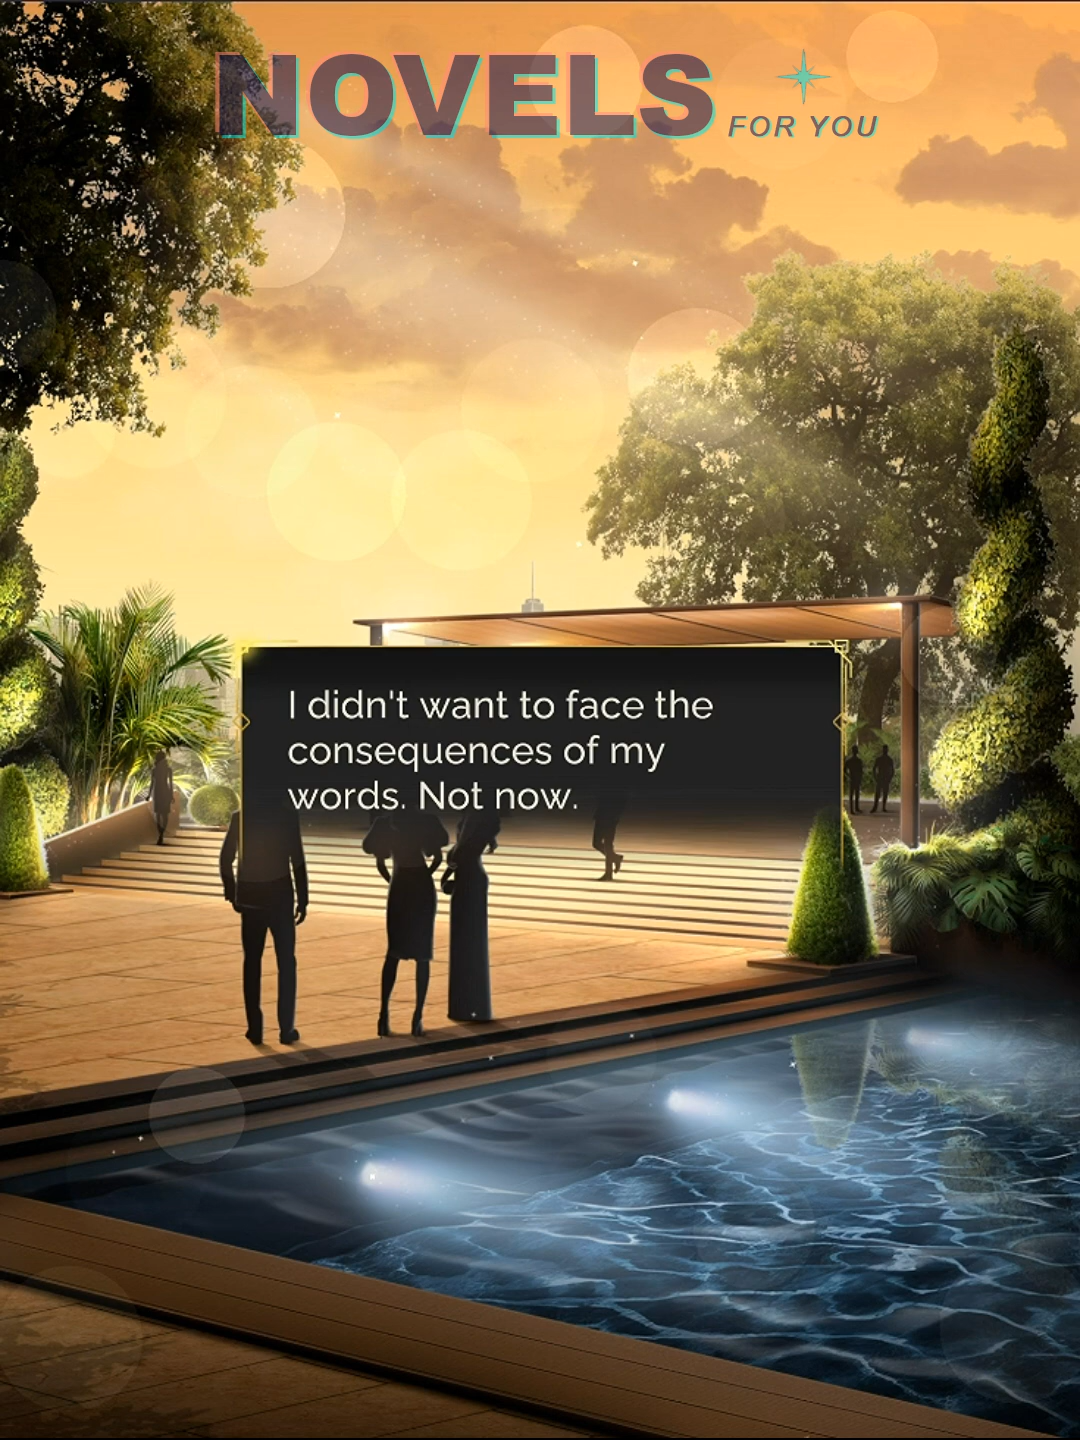 NOVELS FOR YOU
I didn't want to face the
consequences of my
words. Not now.